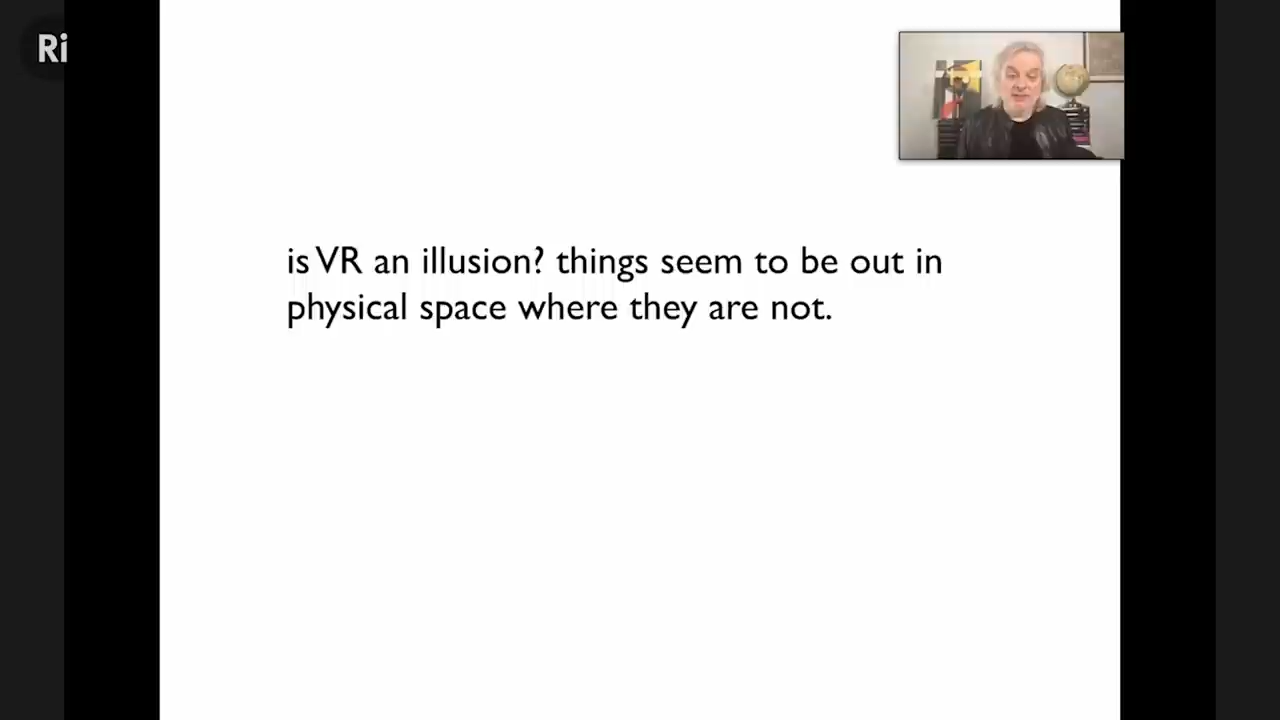 Ri
is VR an illusion? things seem to be out in
physical space where they are not.